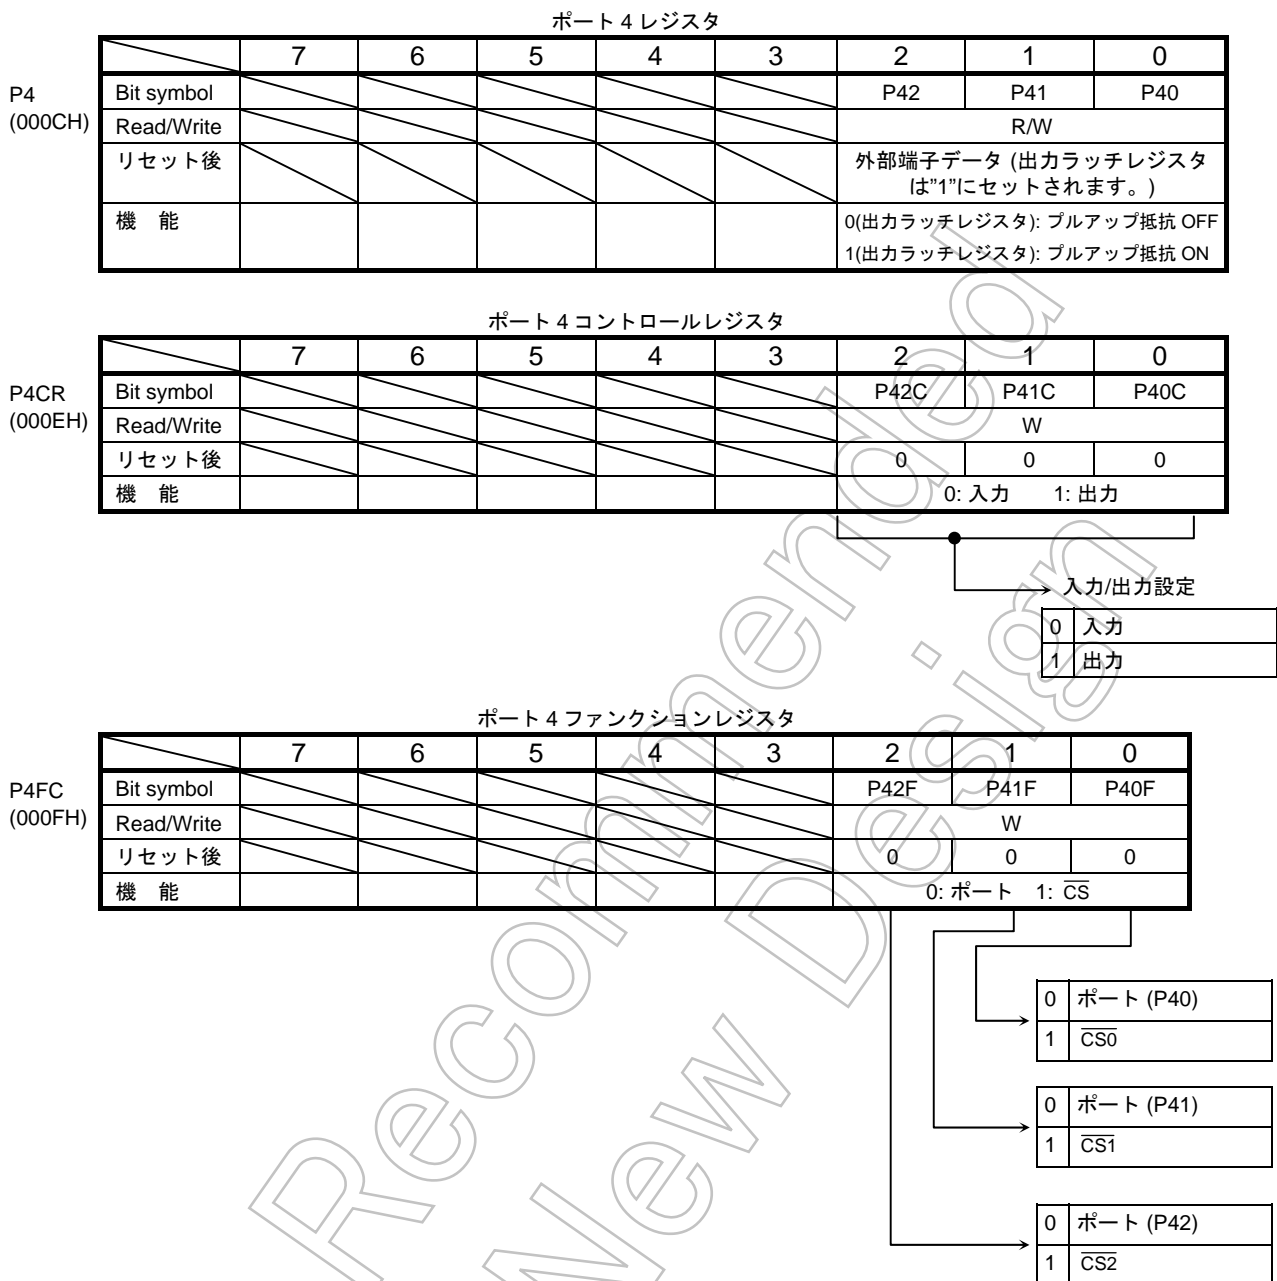 ポート 4 レジスタ
7 6 5 4 3 2 1 0
P4
(000CH)
Bit symbol P42 P41 P40
Read/Write R/W
リセット後 外部端子データ (出力ラッチレジスタ
は"1"にセットされます。)
機 能 0(出力ラッチレジスタ): プルアップ抵抗 OFF
1(出力ラッチレジスタ): プルアップ抵抗 ON
ポート 4 コントロールレジスタ
7 6 5 4 3 2 1 0
P4CR
(000EH)
Bit symbol P42C P41C P40C
Read/Write W
リセット後 0 0 0
機 能 0: 入力 1: 出力
入力/出力設定
0 入力
1 出力
ポート 4 ファンクションレジスタ
7 6 5 4 3 2 1 0
P4FC
(000FH)
Bit symbol P42F P41F P40F
Read/Write W
リセット後 0 0 0
機 能 0: ポート 1: CS
0 ポート (P40)
1 CS0
0 ポート (P41)
1 CS1
0 ポート (P42)
1 CS2
Recommended
New Design